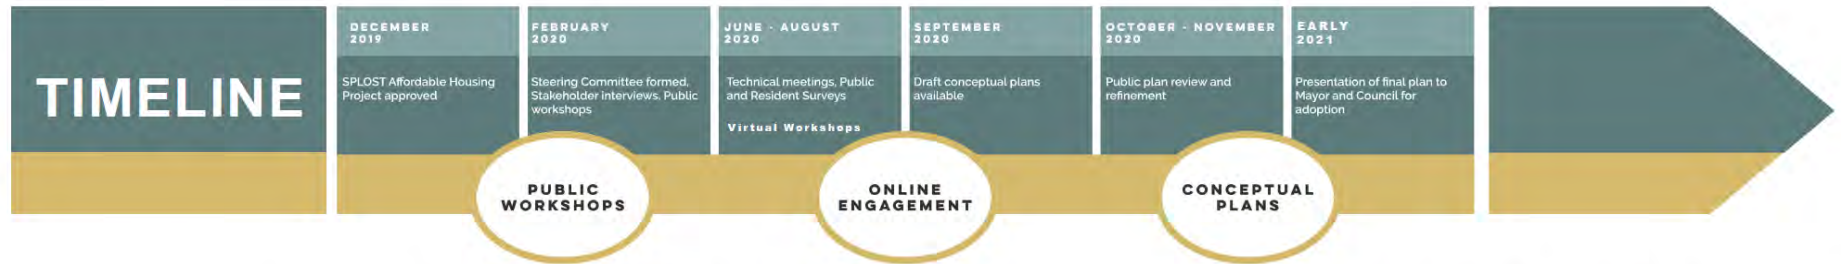 TIMELINE
DECEMBER
2019
SPLOST Affordable Housing
Project approved
FEBRUARY
2020
Steering Committee formed,
Stakeholder interviews, Public
workshops
JUNE - AUGUST
2020
Technical meetings, Public
and Resident Surveys
Virtual Workshops
SEPTEMBER
2020
Draft conceptual plans
available
OCTOBER - NOVEMBER
2020
Public plan review and
refinement
EARLY
2021
Presentation of final plan to
Mayor and Council for
adoption
PUBLIC
WORKSHOPS
ONLINE
ENGAGEMENT
CONCEPTUAL
PLANS